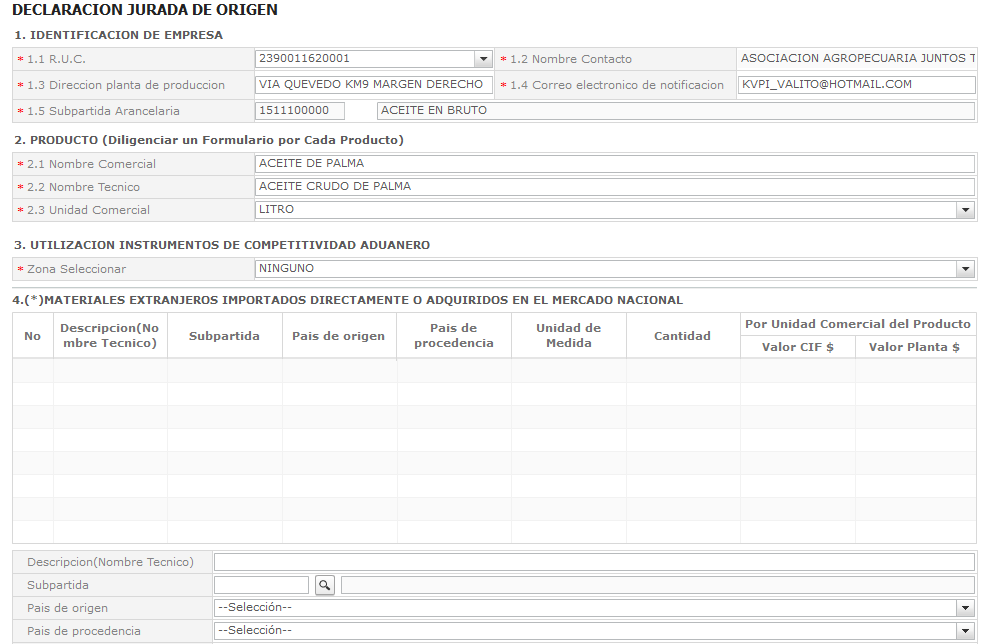 DECLARACION JURADA DE ORIGEN
1. IDENTIFICACION DE EMPRESA
* 1.1 R.U.C. 2390011620001 * 1.2 Nombre Contacto ASOCIACION AGROPECUARIA JUNTOS T
* 1.3 Direccion planta de produccion VIA QUEVEDO KM9 MARGEN DERECHO * 1.4 Correo electronico de notificacion KVPI_VALITO@HOTMAIL.COM
* 1.5 Subpartida Arancelaria 1511100000 ACEITE EN BRUTO
2. PRODUCTO (Diligenciar un Formulario por Cada Producto)
* 2.1 Nombre Comercial ACEITE DE PALMA
* 2.2 Nombre Tecnico ACEITE CRUDO DE PALMA
* 2.3 Unidad Comercial LITRO
3. UTILIZACION INSTRUMENTOS DE COMPETITIVIDAD ADUANERO
* Zona Seleccionar NINGUNO
4.(*)MATERIALES EXTRANJEROS IMPORTADOS DIRECTAMENTE O ADQUIRIDOS EN EL MERCADO NACIONAL
No
Descripcion(No
mbre Tecnico)
Subpartida
Pais de origen
Pais de
procedencia
Unidad de
Medida
Cantidad
Por Unidad Comercial del Producto
Valor CIF $ Valor Planta $
Descripcion(Nombre Tecnico)
Subpartida
Pais de origen --Selección--
Pais de procedencia --Selección--